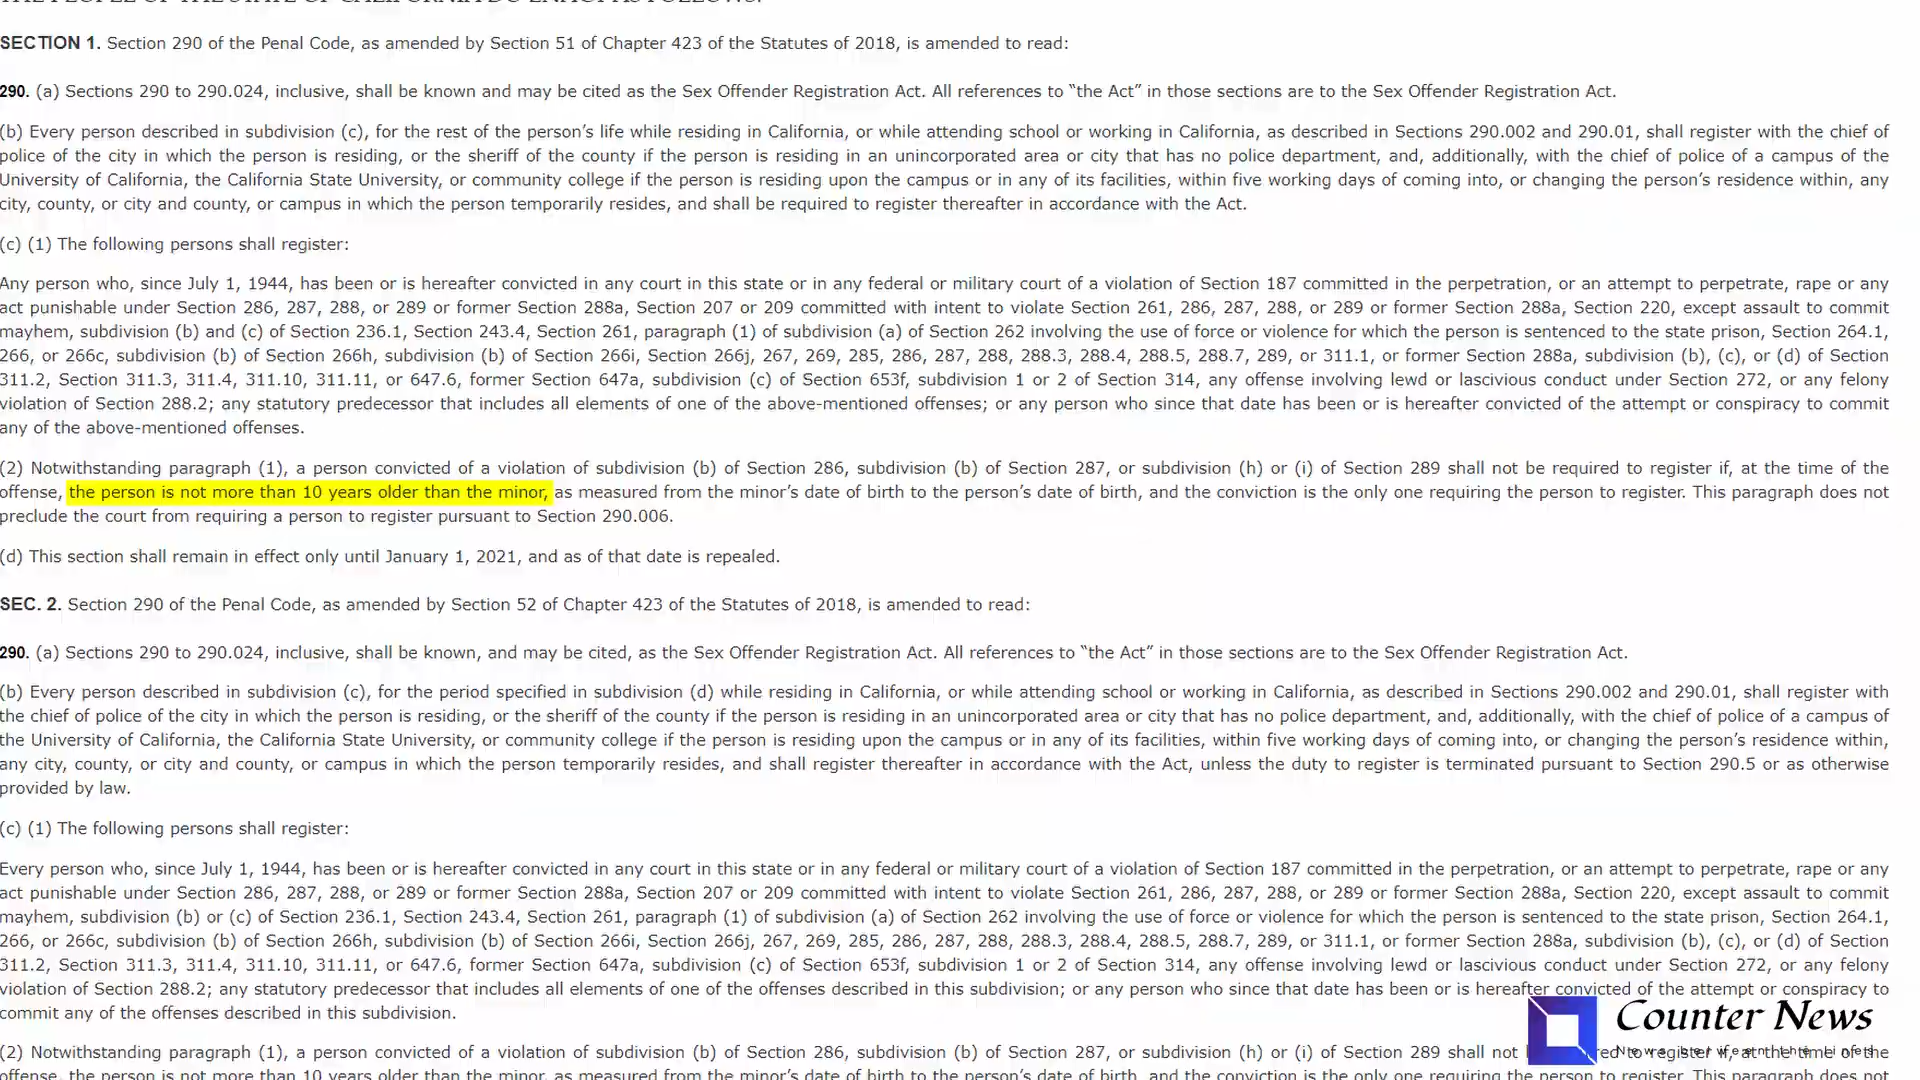 THE PEOPLE OF THE STATE OF CALIFORNIA DO ENACT AS FOLLOWS:
SECTION 1. Section 290 of the Penal Code, as amended by Section 51 of Chapter 423 of the Statutes of 2018, is amended to read:
290. (a) Sections 290 to 290.024, inclusive, shall be known and may be cited as the Sex Offender Registration Act. All references to “the Act” in those sections are to the Sex Offender Registration Act.
(b) Every person described in subdivision (c), for the rest of the person’s life while residing in California, or while attending school or working in California, as described in Sections 290.002 and 290.01, shall register with the chief of
police of the city in which the person is residing, or the sheriff of the county if the person is residing in an unincorporated area or city that has no police department, and, additionally, with the chief of police of a campus of the
University of California, the California State University, or community college if the person is residing upon the campus or in any of its facilities, within five working days of coming into, or changing the person’s residence within, any
city, county, or city and county, or campus in which the person temporarily resides, and shall be required to register thereafter in accordance with the Act.
(c) (1) The following persons shall register:
Any person who, since July 1, 1944, has been or is hereafter convicted in any court in this state or in any federal or military court of a violation of Section 187 committed in the perpetration, or an attempt to perpetrate, rape or any
act punishable under Section 286, 287, 288, or 289 or former Section 288a, Section 207 or 209 committed with intent to violate Section 261, 286, 287, 288, or 289 or former Section 288a, Section 220, except assault to commit
mayhem, subdivision (b) and (c) of Section 236.1, Section 243.4, Section 261, paragraph (1) of subdivision (a) of Section 262 involving the use of force or violence for which the person is sentenced to the state prison, Section 264.1,
266, or 266c, subdivision (b) of Section 266h, subdivision (b) of Section 266i, Section 266j, 267, 269, 285, 286, 287, 288, 288.3, 288.4, 288.5, 288.7, 289, or 311.1, or former Section 288a, subdivision (b), (c), or (d) of Section
311.2, Section 311.3, 311.4, 311.10, 311.11, or 647.6, former Section 647a, subdivision (c) of Section 653f, subdivision 1 or 2 of Section 314, any offense involving lewd or lascivious conduct under Section 272, or any felony
violation of Section 288.2; any statutory predecessor that includes all elements of one of the above-mentioned offenses; or any person who since that date has been or is hereafter convicted of the attempt or conspiracy to commit
any of the above-mentioned offenses.
(2) Notwithstanding paragraph (1), a person convicted of a violation of subdivision (b) of Section 286, subdivision (b) of Section 287, or subdivision (h) or (i) of Section 289 shall not be required to register if, at the time of the
offense, the person is not more than 10 years older than the minor, as measured from the minor’s date of birth to the person’s date of birth, and the conviction is the only one requiring the person to register. This paragraph does not
preclude the court from requiring a person to register pursuant to Section 290.006.
(d) This section shall remain in effect only until January 1, 2021, and as of that date is repealed.
SEC. 2. Section 290 of the Penal Code, as amended by Section 52 of Chapter 423 of the Statutes of 2018, is amended to read:
290. (a) Sections 290 to 290.024, inclusive, shall be known, and may be cited, as the Sex Offender Registration Act. All references to “the Act” in those sections are to the Sex Offender Registration Act.
(b) Every person described in subdivision (c), for the period specified in subdivision (d) while residing in California, or while attending school or working in California, as described in Sections 290.002 and 290.01, shall register with
the chief of police of the city in which the person is residing, or the sheriff of the county if the person is residing in an unincorporated area or city that has no police department, and, additionally, with the chief of police of a campus of
the University of California, the California State University, or community college if the person is residing upon the campus or in any of its facilities, within five working days of coming into, or changing the person’s residence within,
any city, county, or city and county, or campus in which the person temporarily resides, and shall register thereafter in accordance with the Act, unless the duty to register is terminated pursuant to Section 290.5 or as otherwise
provided by law.
(c) (1) The following persons shall register:
Every person who, since July 1, 1944, has been or is hereafter convicted in any court in this state or in any federal or military court of a violation of Section 187 committed in the perpetration, or an attempt to perpetrate, rape or any
act punishable under Section 286, 287, 288, or 289 or former Section 288a, Section 207 or 209 committed with intent to violate Section 261, 286, 287, 288, or 289 or former Section 288a, Section 220, except assault to commit
mayhem, subdivision (b) or (c) of Section 236.1, Section 243.4, Section 261, paragraph (1) of subdivision (a) of Section 262 involving the use of force or violence for which the person is sentenced to the state prison, Section 264.1,
266, or 266c, subdivision (b) of Section 266h, subdivision (b) of Section 266i, Section 266j, 267, 269, 285, 286, 287, 288, 288.3, 288.4, 288.5, 288.7, 289, or 311.1, or former Section 288a, subdivision (b), (c), or (d) of Section
311.2, Section 311.3, 311.4, 311.10, 311.11, or 647.6, former Section 647a, subdivision (c) of Section 653f, subdivision 1 or 2 of Section 314, any offense involving lewd or lascivious conduct under Section 272, or any felony
violation of Section 288.2; any statutory predecessor that includes all elements of one of the offenses described in this subdivision; or any person who since that date has been or is hereafter convicted of the attempt or conspiracy to
commit any of the offenses described in this subdivision.
Counter News
(2) Notwithstanding paragraph (1), a person convicted of a violation of subdivision (b) of Section 286, subdivision (b) of Section 287, or subdivision (h) or (i) of Section 289 shall not register if, at the time of the
News between the lines
offense, the person is not more than 10 years older than the minor, as measured from the minor’s date of birth to the person’s date of birth, and the conviction is the only one requiring the person to register. This paragraph does not